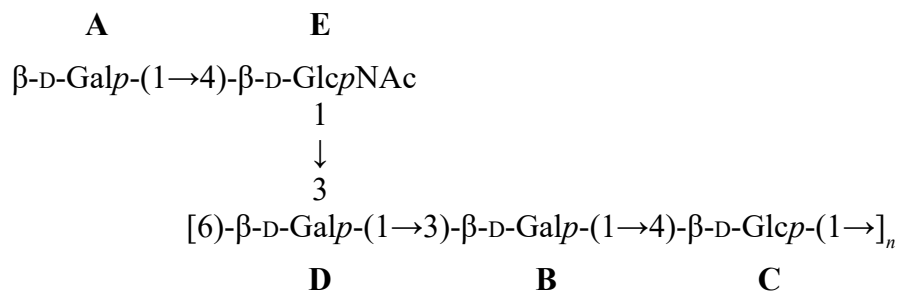 A E
β-D-Galp-(1→4)-β-D-GlcpNAc
1
↓
3
[6)-β-D-Galp-(1→3)-β-D-Galp-(1→4)-β-D-Glcp-(1→]n
D B C